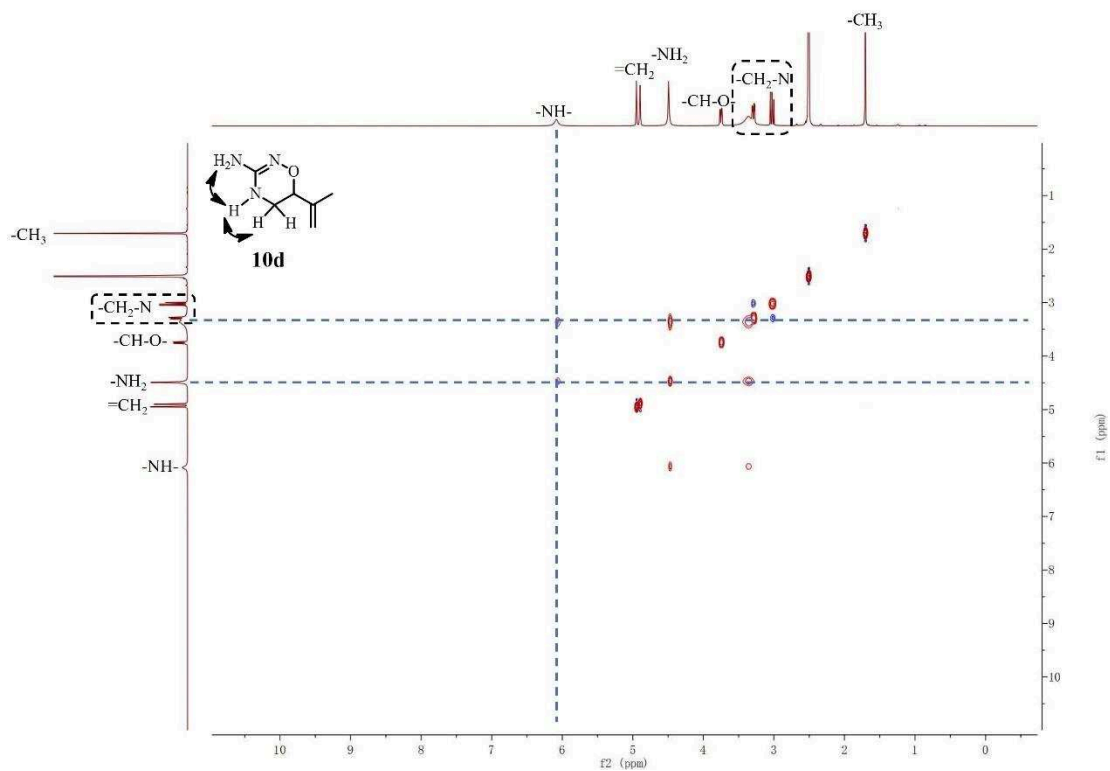 -CH₃
-NH₂
=CH₂
-CH₂-N
-CH-O-
-NH-
H₂N
N
O
N
H
H H
10d
-CH₃
-CH₂-N
-CH-O-
-NH₂
=CH₂
-NH-
1
2
3
4
5
6
7
8
9
10
f1 (ppm)
10 9 8 7 6 5 4 3 2 1 0
f2 (ppm)